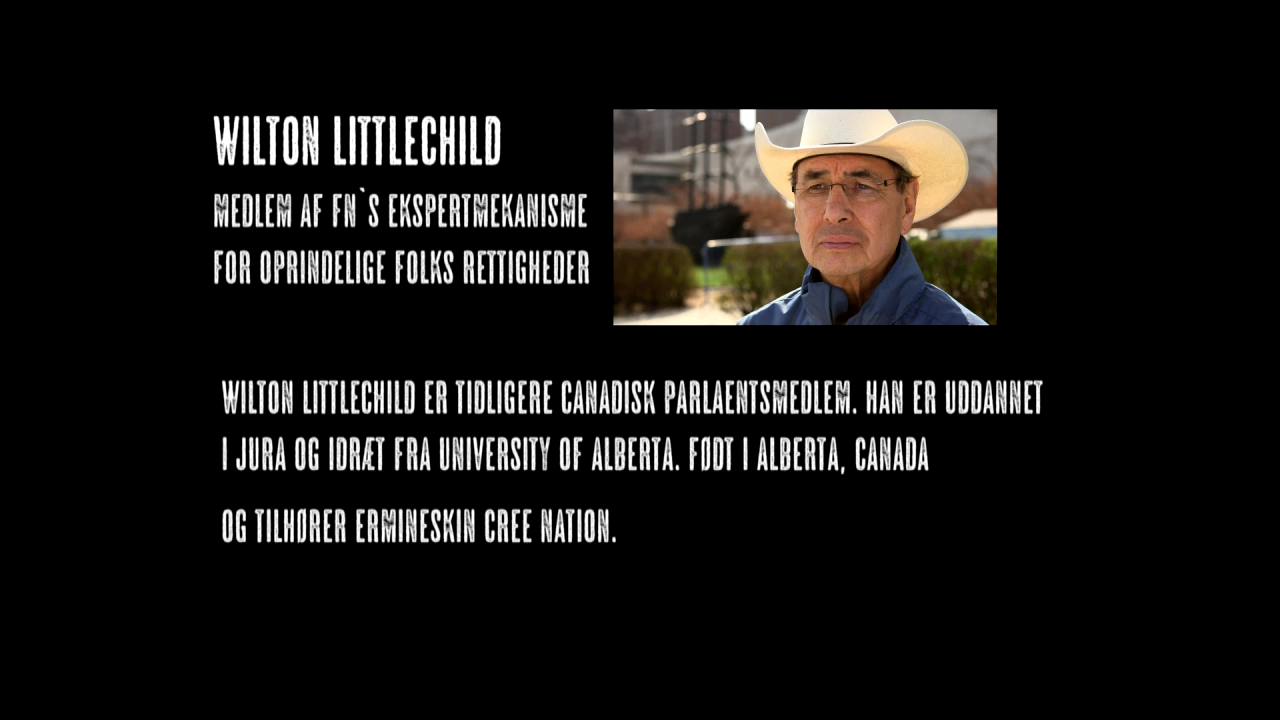 WILTON LITTLECHILD
MEDLEM AF FN`S EKSPERTMEKANISME
FOR OPRINDELIGE FOLKS RETTIGHEDER
WILTON LITTLECHILD ER TIDLIGERE CANADISK PARLAENTSMEDLEM. HAN ER UDDANNET
I JURA OG IDRÆT FRA UNIVERSITY OF ALBERTA. FØDT I ALBERTA, CANADA
OG TILHØRER ERMINESKIN CREE NATION.